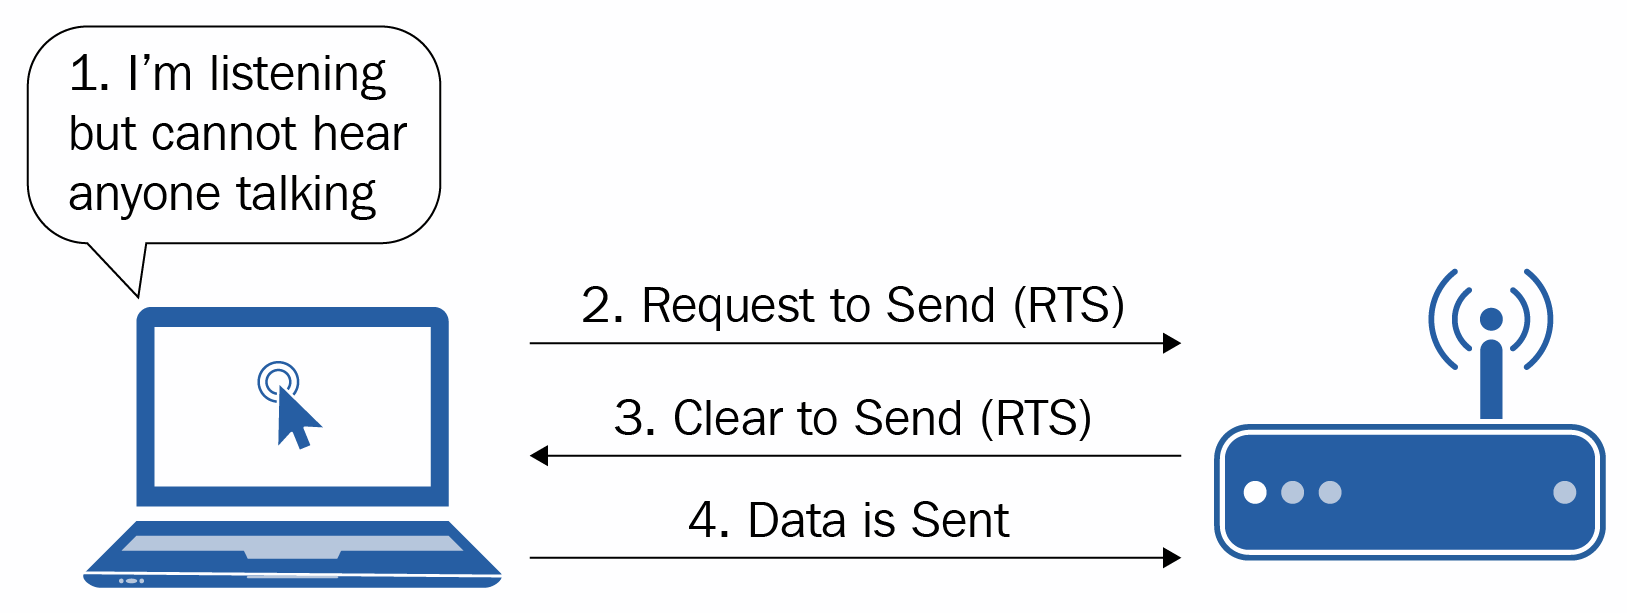 1. I’m listening
but cannot hear
anyone talking
2. Request to Send (RTS)
3. Clear to Send (RTS)
4. Data is Sent